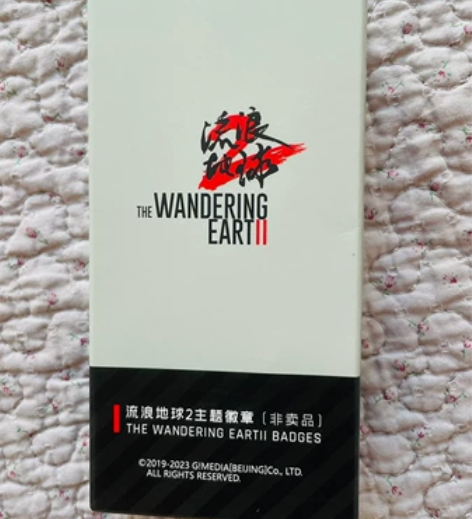 流浪
地球
THE WANDERING
EARTII
流浪地球2主题徽章〔非卖品〕
THE WANDERING EARTII BADGES
©2019-2023 G!MEDIA[BEIJING]Co., LTD.
ALL RIGHTS RESERVED.